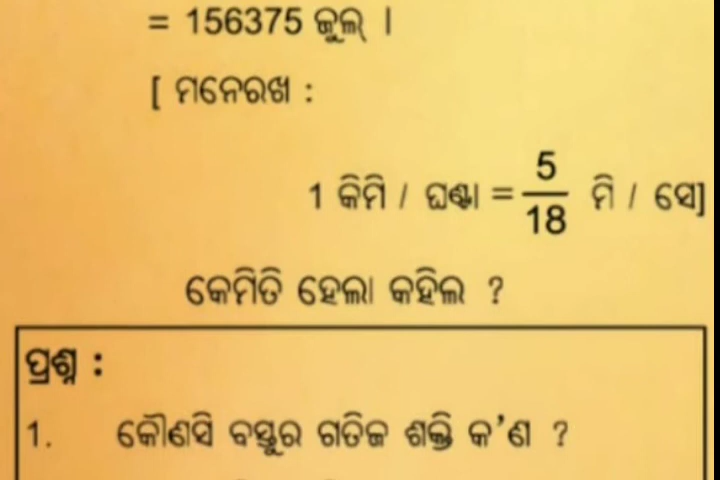 = 156375 ଜୁଲ୍ ।
[ ମନେରଖ :
1 କିମି / ଘଣ୍ଟା = 5/18 ମି / ସେ]
କେମିତି ହେଲା କହିଲ ?
ପ୍ରଶ୍ନ :
1. କୌଣସି ବସ୍ତୁର ଗତିଜ ଶକ୍ତି କ'ଣ ?